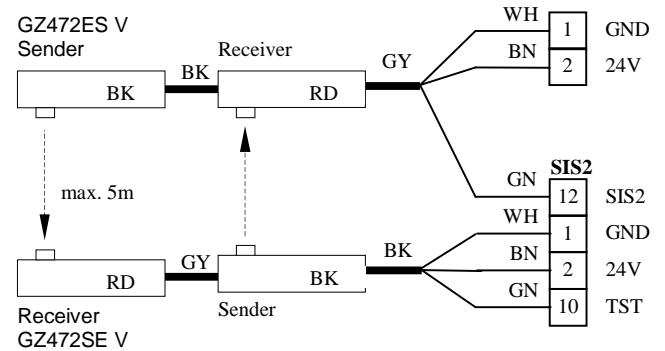 GZ472ES V
Sender
Receiver
BK
BK
RD
GY
WH
1
GND
BN
2
24V
max. 5m
SIS2
GN
12
SIS2
WH
1
GND
BN
2
24V
GN
10
TST
RD
GY
BK
BK
Receiver
GZ472SE V
Sender